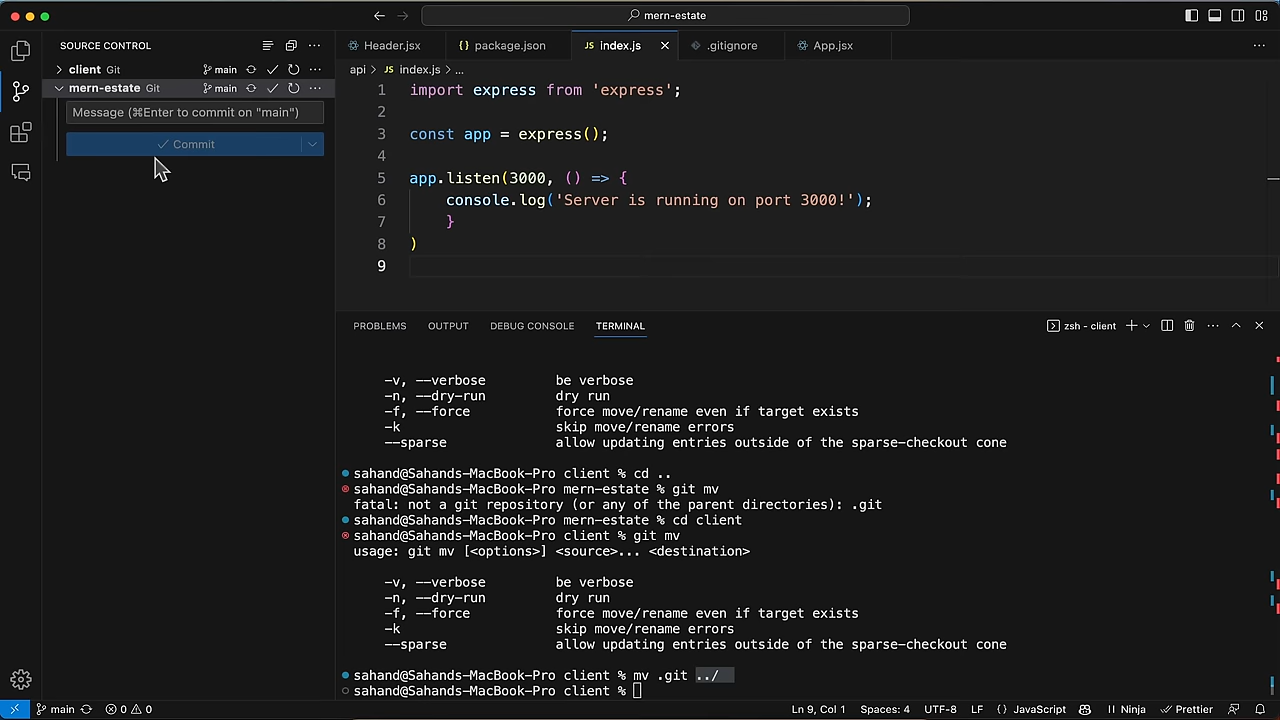 mern-estate
SOURCE CONTROL
client Git main
mern-estate Git main
Message (⌘Enter to commit on "main")
Commit
Header.jsx
{} package.json
JS index.js
.gitignore
App.jsx
api > JS index.js > ...
1 import express from 'express';
2
3 const app = express();
4
5 app.listen(3000, () => {
6 console.log('Server is running on port 3000!');
7 }
8 )
9
PROBLEMS OUTPUT DEBUG CONSOLE TERMINAL
zsh - client
-v, --verbose be verbose
-n, --dry-run dry run
-f, --force force move/rename even if target exists
-k skip move/rename errors
--sparse allow updating entries outside of the sparse-checkout cone
sahand@Sahands-MacBook-Pro client % cd ..
sahand@Sahands-MacBook-Pro mern-estate % git mv
fatal: not a git repository (or any of the parent directories): .git
sahand@Sahands-MacBook-Pro mern-estate % cd client
sahand@Sahands-MacBook-Pro client % git mv
usage: git mv [<options>] <source>... <destination>
-v, --verbose be verbose
-n, --dry-run dry run
-f, --force force move/rename even if target exists
-k skip move/rename errors
--sparse allow updating entries outside of the sparse-checkout cone
sahand@Sahands-MacBook-Pro client % mv .git ../
sahand@Sahands-MacBook-Pro client %
main 0 0 Ln 9, Col 1 Spaces: 4 UTF-8 LF {} JavaScript Ninja Prettier